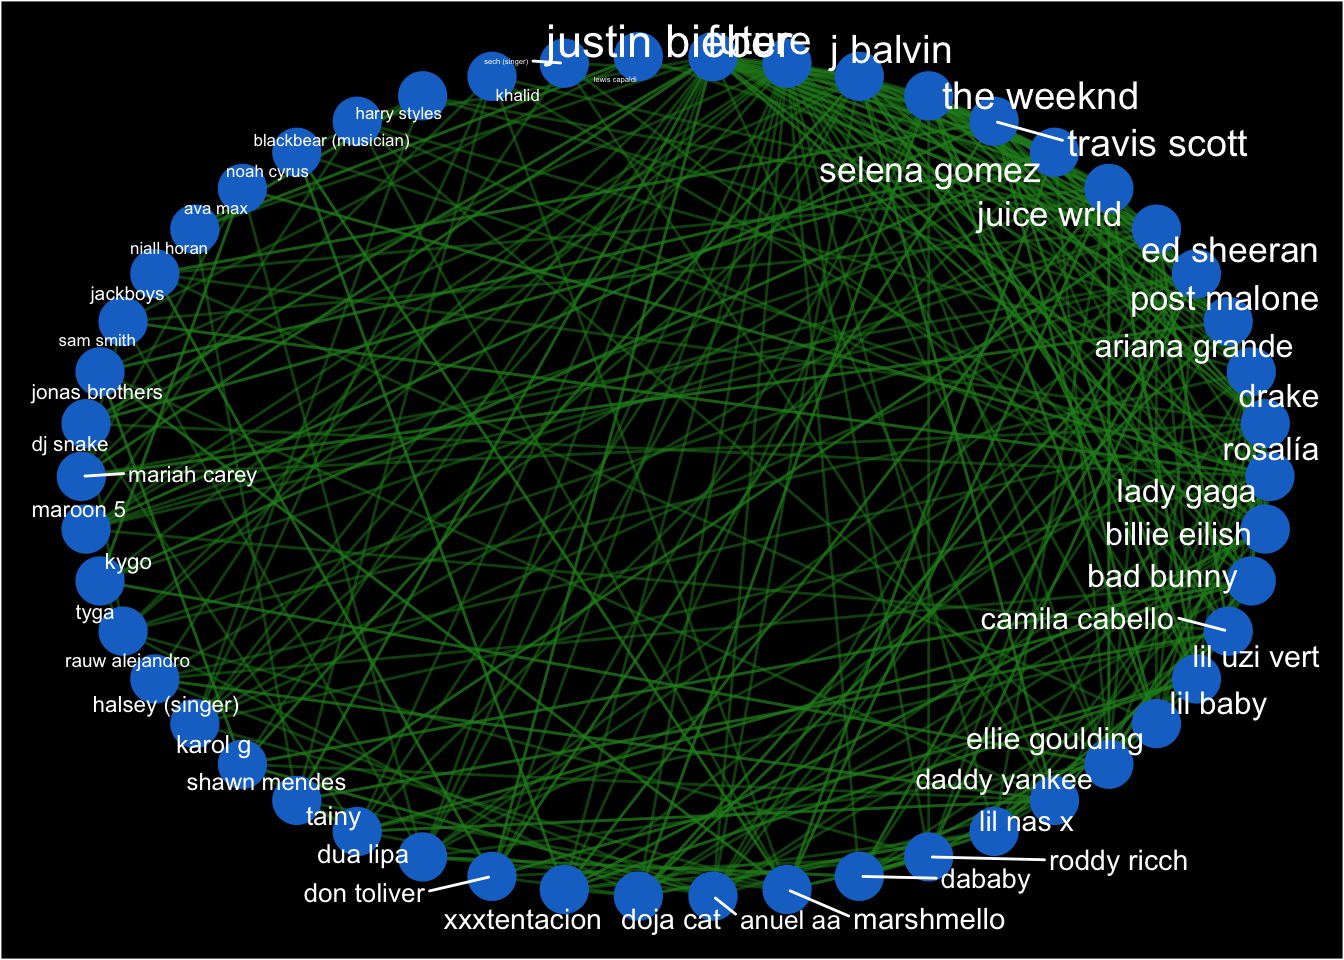 justin bieber
future
j balvin
sech (singer)
lewis capaldi
khalid
the weeknd
harry styles
travis scott
blackbear (musician)
selena gomez
noah cyrus
juice wrld
ava max
niall horan
ed sheeran
jackboys
post malone
sam smith
ariana grande
jonas brothers
drake
dj snake
rosalía
mariah carey
lady gaga
maroon 5
billie eilish
kygo
bad bunny
tyga
camila cabello
rauw alejandro
lil uzi vert
halsey (singer)
lil baby
karol g
ellie goulding
shawn mendes
daddy yankee
tainy
lil nas x
dua lipa
roddy ricch
don toliver
dababy
xxxtentacion
doja cat
anuel aa
marshmello